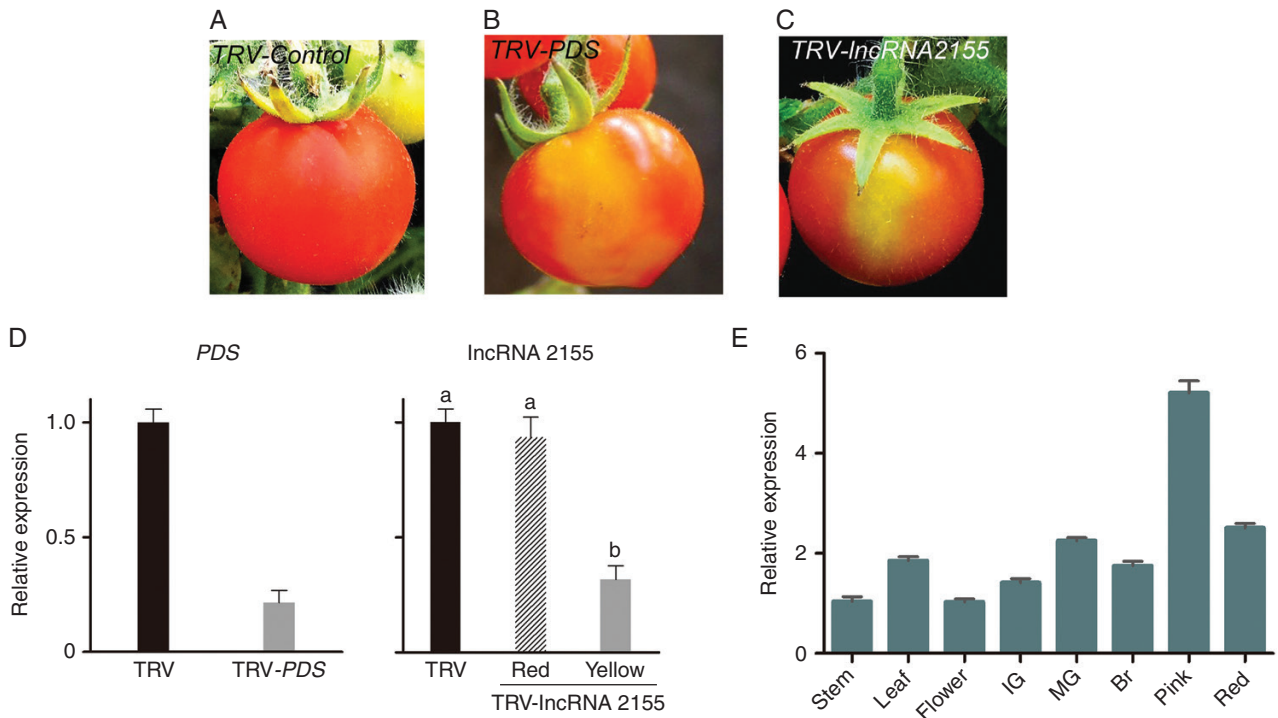 A
B
C
TRV-Control
TRV-PDS
TRV-lncRNA2155
D
PDS
lncRNA 2155
Relative expression
1.0
0.5
0
TRV
TRV-PDS
a
a
b
TRV
Red
Yellow
TRV-lncRNA 2155
E
Relative expression
6
4
2
0
Stem
Leaf
Flower
IG
MG
Br
Pink
Red